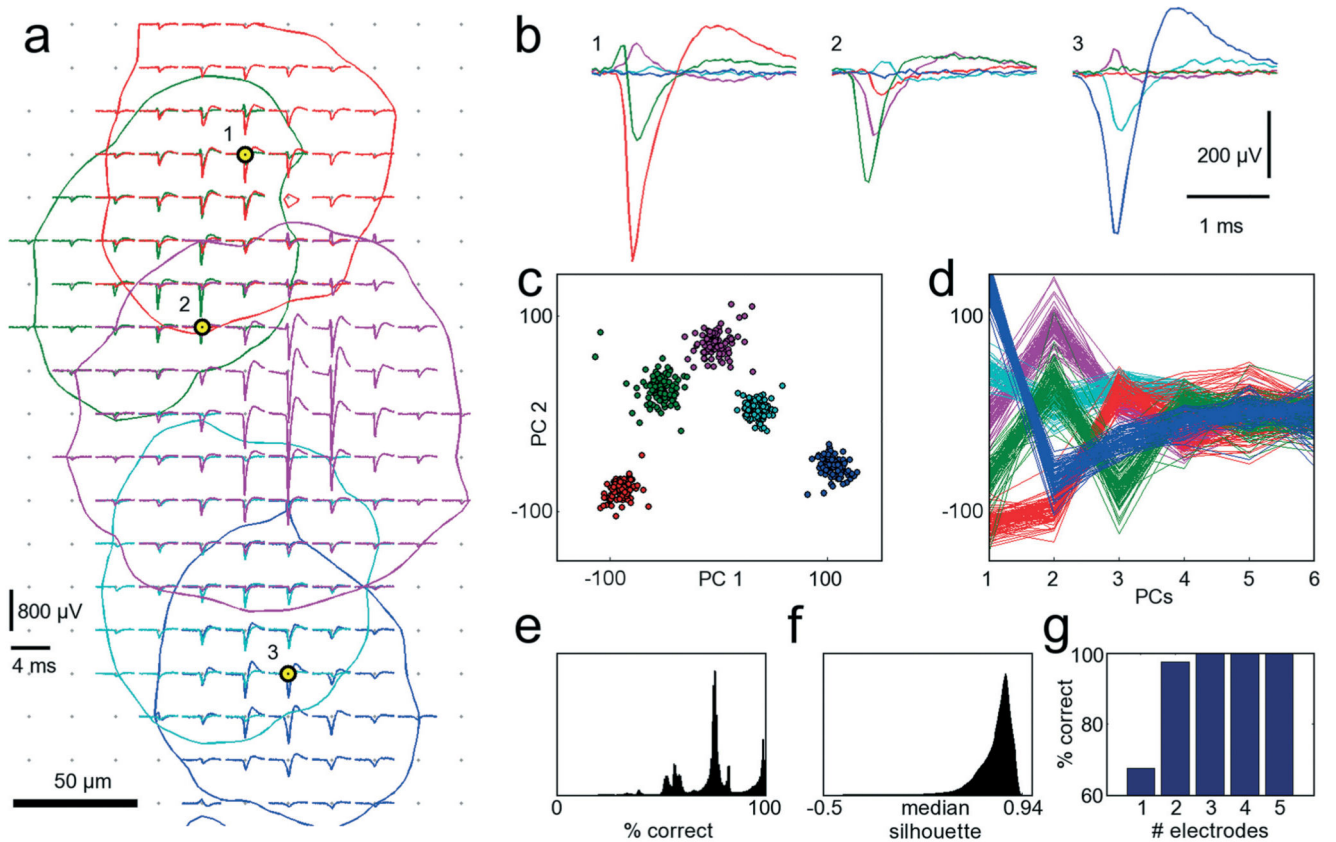 a
1
2
3
800 µV
4 ms
50 µm
b
1
2
3
200 µV
1 ms
c
100
-100
PC 2
-100
PC 1
100
d
100
-100
1
2
3
4
5
6
PCs
e
0
100
% correct
f
-0.5
median
0.94
silhouette
g
100
80
60
% correct
1
2
3
4
5
# electrodes